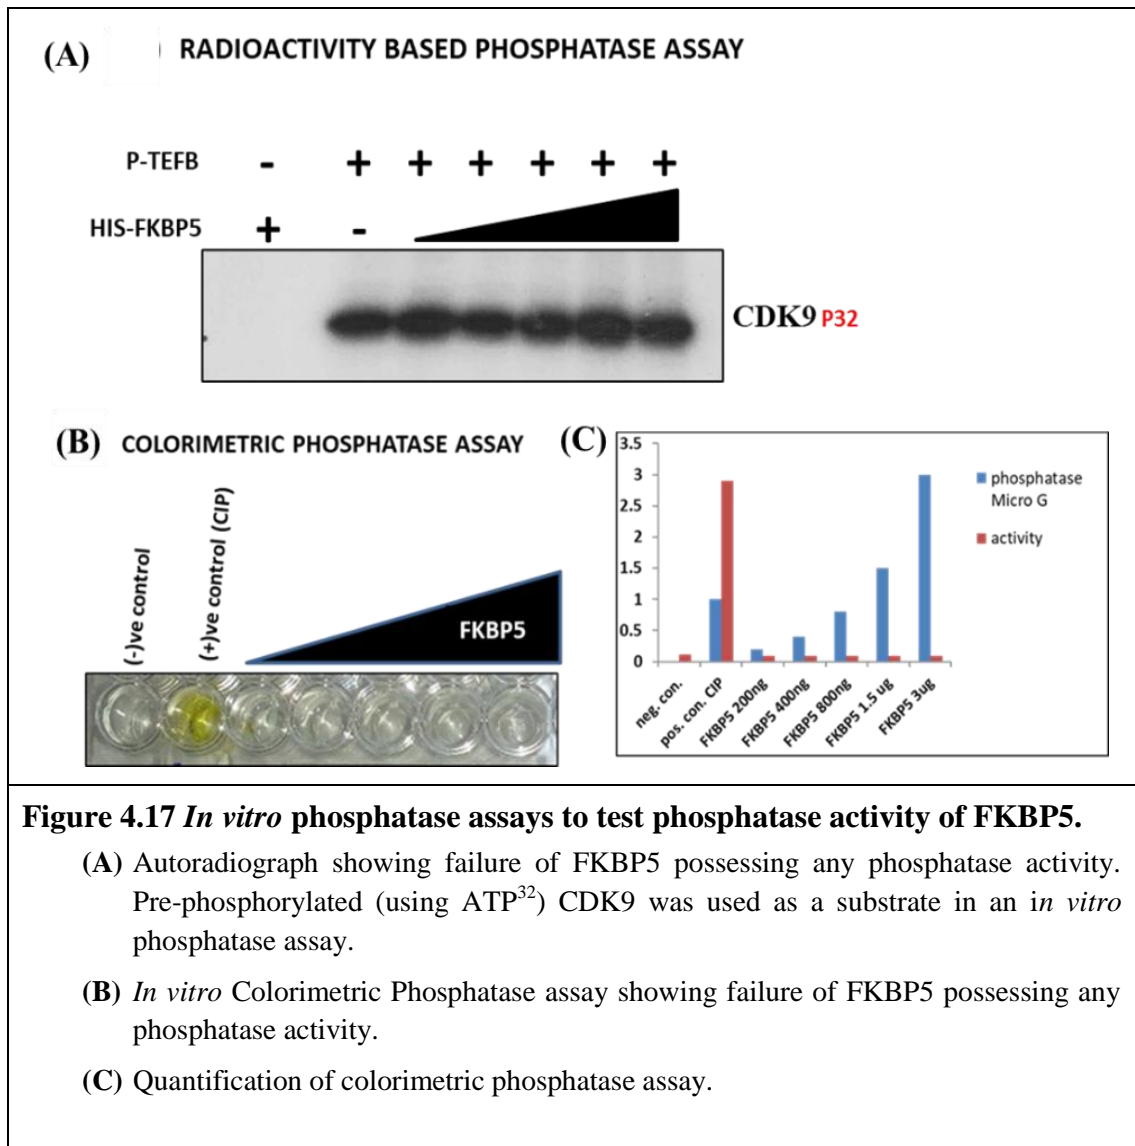 (A) ) RADIOACTIVITY BASED PHOSPHATASE ASSAY
P-TEFB - + + + + + +
HIS-FKBP5 + -
CDK9 P32
(B) COLORIMETRIC PHOSPHATASE ASSAY
(-)ve control
(+)ve control (CIP)
FKBP5
(C)
3.5
3
2.5
2
1.5
1
0.5
0
neg. con.
pos. con. CIP
FKBP5 200ng
FKBP5 400ng
FKBP5 800ng
FKBP5 1.5 ug
FKBP5 3ug
phosphatase
Micro G
activity
Figure 4.17 In vitro phosphatase assays to test phosphatase activity of FKBP5.
(A) Autoradiograph showing failure of FKBP5 possessing any phosphatase activity.
Pre-phosphorylated (using ATP³²) CDK9 was used as a substrate in an in vitro
phosphatase assay.
(B) In vitro Colorimetric Phosphatase assay showing failure of FKBP5 possessing any
phosphatase activity.
(C) Quantification of colorimetric phosphatase assay.